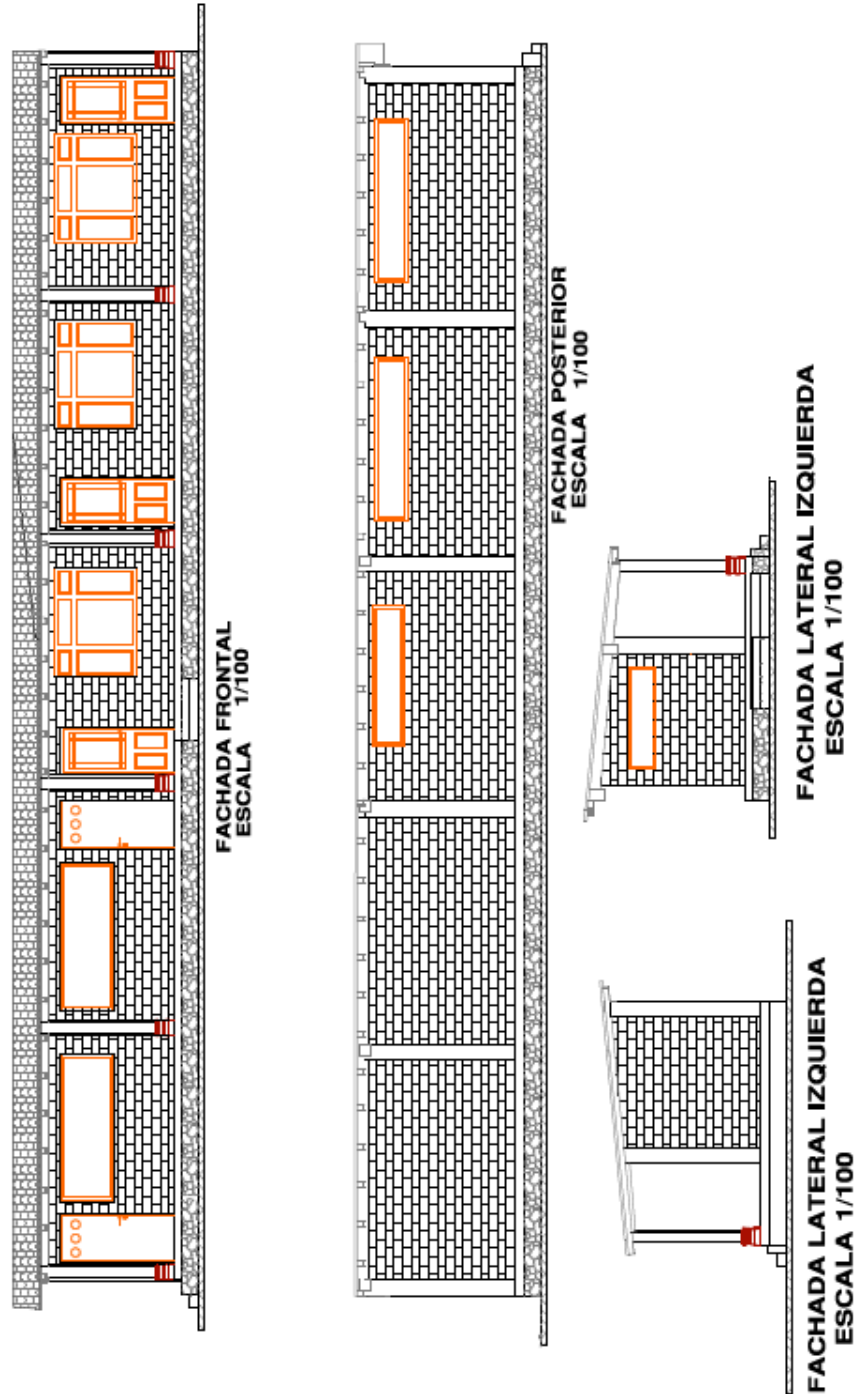 FACHADA FRONTAL
ESCALA 1/100
FACHADA POSTERIOR
ESCALA 1/100
FACHADA LATERAL IZQUIERDA
ESCALA 1/100
FACHADA LATERAL IZQUIERDA
ESCALA 1/100